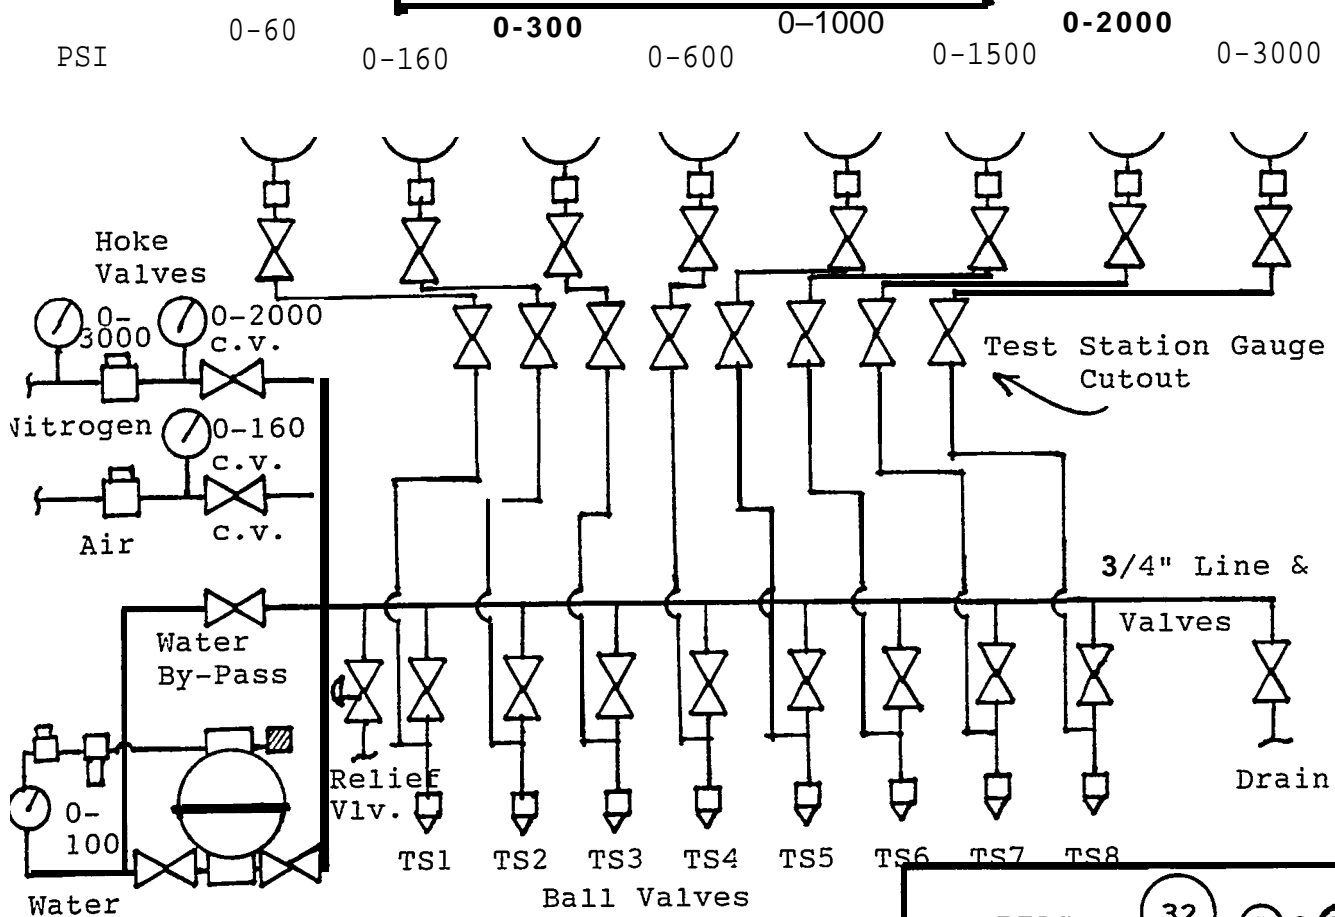 0-60 0-300 0-1000 0-2000
PSI 0-160 0-600 0-1500 0-3000
Hoke
Valves
0-
3000
0-2000
c.v.
Nitrogen
0-160
c.v.
c.v.
Air
Test Station Gauge
Cutout
3/4" Line &
Valves
Water
By-Pass
Relief
Vlv.
Drain
0-
100
TS1 TS2 TS3 TS4 TS5 TS6 TS7 TS8
Ball Valves
Water
32